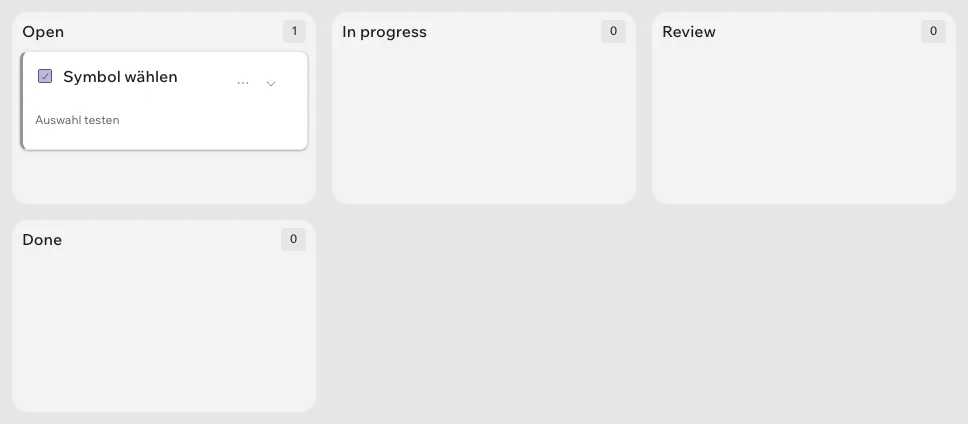 Open 1
Symbol wählen ...
Auswahl testen
In progress 0
Review 0
Done 0